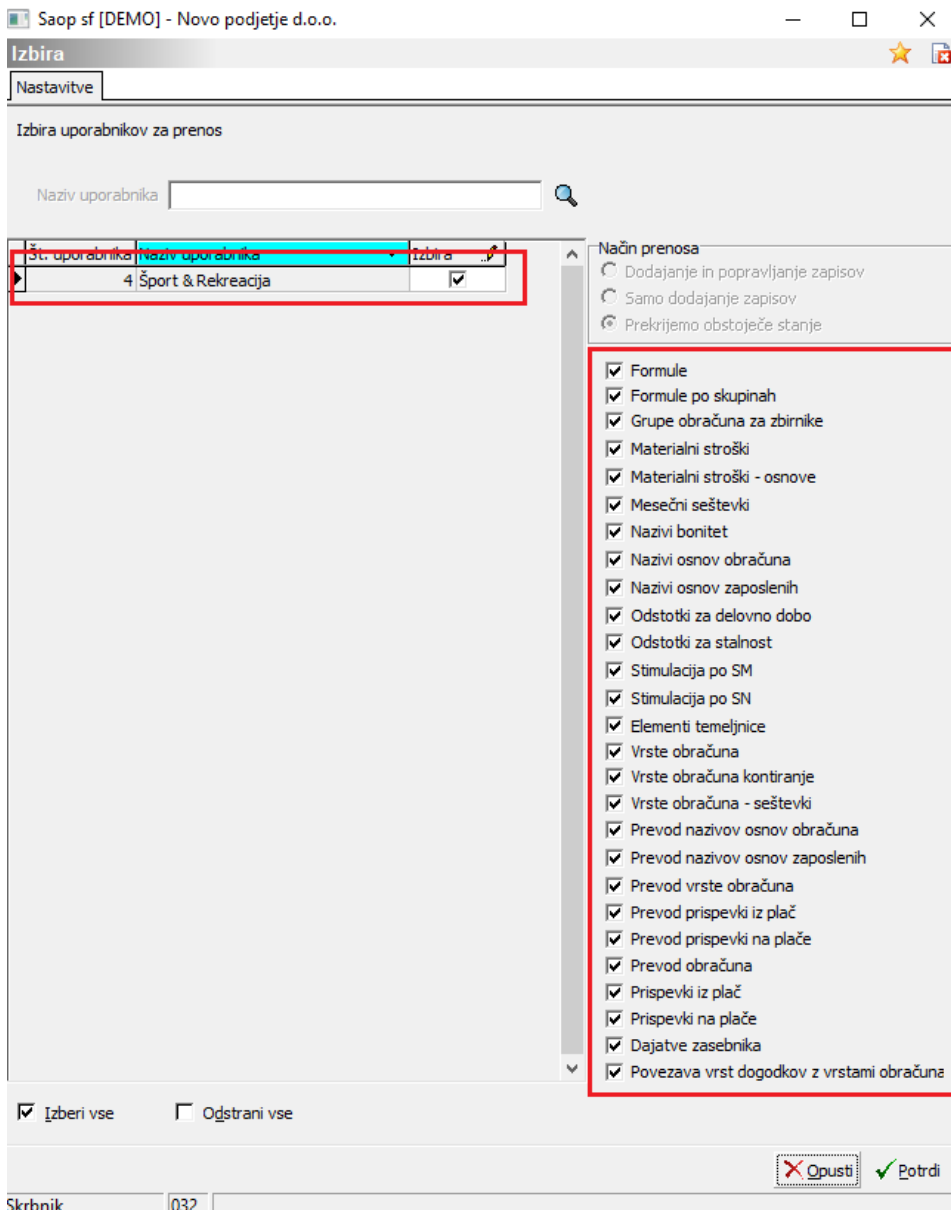 Saop sf [DEMO] - Novo podjetje d.o.o.
Izbira
Nastavitve
Izbira uporabnikov za prenos
Naziv uporabnika
Št. uporabnika Naziv uporabnika Izbira
4 Šport & Rekreacija
Način prenosa
Dodajanje in popravljanje zapisov
Samo dodajanje zapisov
Prekrijemo obstoječe stanje
Formule
Formule po skupinah
Grupe obračuna za zbirnike
Materialni stroški
Materialni stroški - osnove
Mesečni seštevki
Nazivi bonitet
Nazivi osnov obračuna
Nazivi osnov zaposlenih
Odstotki za delovno dobo
Odstotki za stalnost
Stimulacija po SM
Stimulacija po SN
Elementi temeljnice
Vrste obračuna
Vrste obračuna kontiranje
Vrste obračuna - seštevki
Prevod nazivov osnov obračuna
Prevod nazivov osnov zaposlenih
Prevod vrste obračuna
Prevod prispevki iz plač
Prevod prispevki na plače
Prevod obračuna
Prispevki iz plač
Prispevki na plače
Dajatve zasebnika
Povezava vrst dogodkov z vrstami obračuna
Izberi vse Odstrani vse
Opusti Potrdi
Skrbnik 032